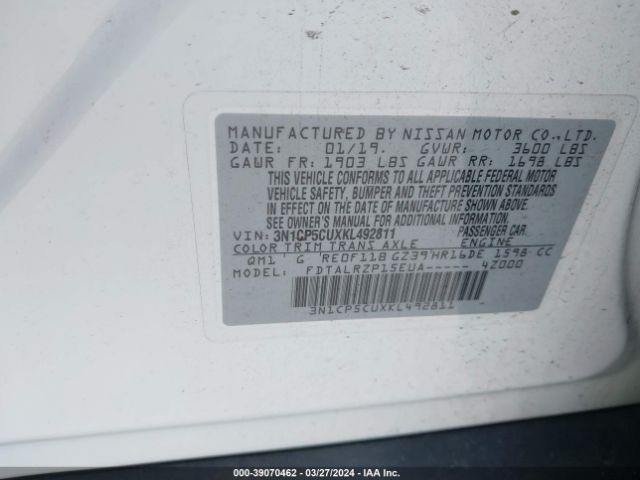 MANUFACTURED BY NISSAN MOTOR CO.,LTD.
DATE: 01/19. GVWR: 3600 LBS
GAWR FR: 1903 LBS GAWR RR: 1698 LBS
THIS VEHICLE CONFORMS TO ALL APPLICABLE FEDERAL MOTOR
VEHICLE SAFETY, BUMPER AND THEFT PREVENTION STANDARDS
IN EFFECT ON THE DATE OF MANUFACTURE SHOWN ABOVE.
SEE OWNER'S MANUAL FOR ADDITIONAL INFORMATION.
VIN: 3N1CP5CUXKL492811 PASSENGER CAR
COLOR TRIM TRANS AXLE ENGINE
QM1 G RE0F11B GZ39 HR16DE 1598 CC
MODEL: FDTALRZP15EUA----- 4Z000
3N1CP5CUXKL492811
000-39070462 | 03/27/2024 | IAA Inc.